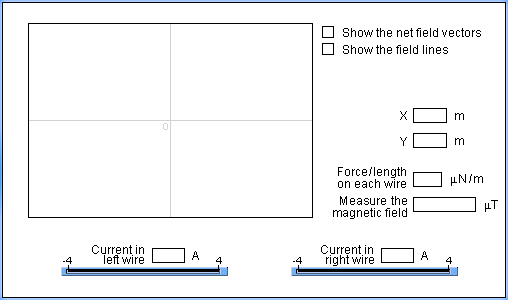 Show the net field vectors
Show the field lines
X m
0
Y m
Force/length
on each wire μN/m
Measure the
magnetic field μT
Current in
left wire A
-4 4
Current in
right wire A
-4 4